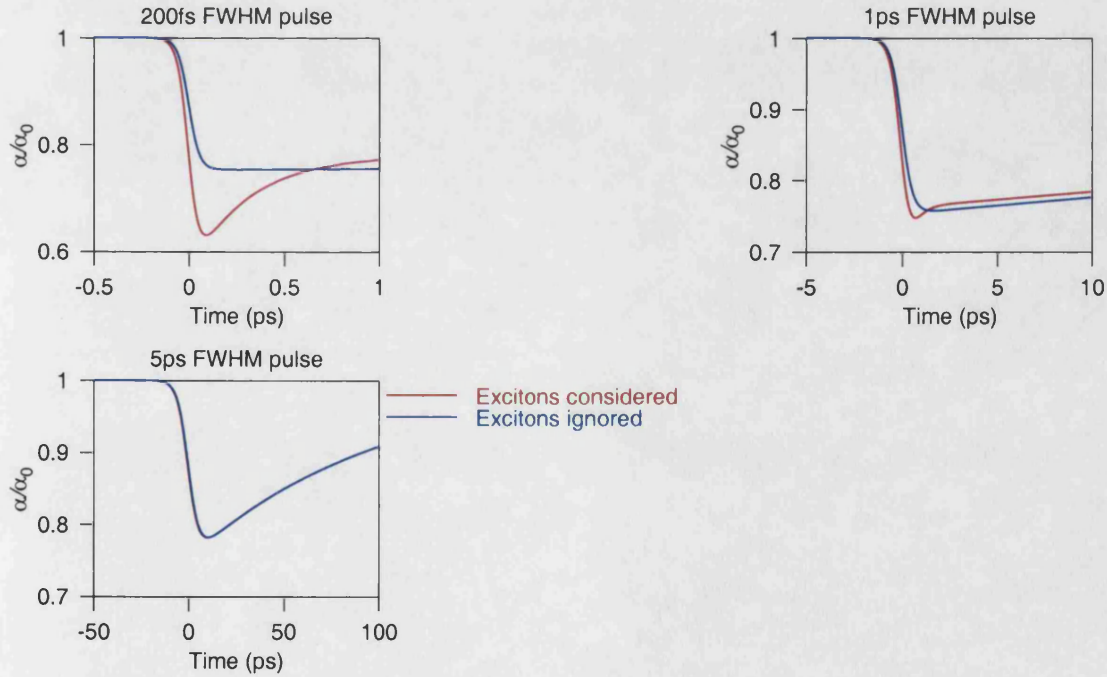 200fs FWHM pulse
1
0.8
0.6
α/α0
-0.5
0
0.5
1
Time (ps)
1ps FWHM pulse
1
0.9
0.8
0.7
α/α0
-5
0
5
10
Time (ps)
5ps FWHM pulse
1
0.9
0.8
0.7
α/α0
-50
0
50
100
Time (ps)
Excitons considered
Excitons ignored